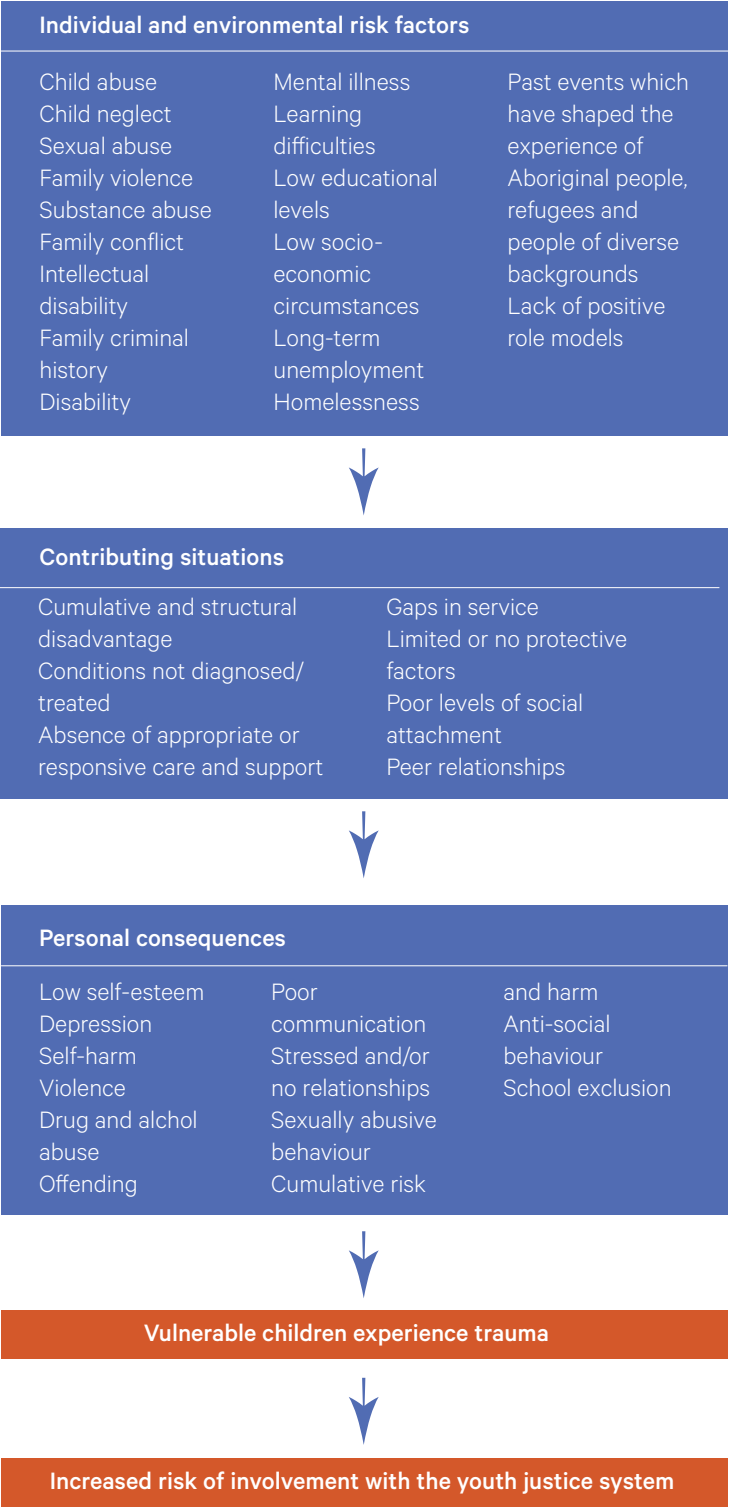 Individual and environmental risk factors
Child abuse
Child neglect
Sexual abuse
Family violence
Substance abuse
Family conflict
Intellectual
disability
Family criminal
history
Disability
Mental illness
Learning
difficulties
Low educational
levels
Low socio-
economic
circumstances
Long-term
unemployment
Homelessness
Past events which
have shaped the
experience of
Aboriginal people,
refugees and
people of diverse
backgrounds
Lack of positive
role models
Contributing situations
Cumulative and structural
disadvantage
Conditions not diagnosed/
treated
Absence of appropriate or
responsive care and support
Gaps in service
Limited or no protective
factors
Poor levels of social
attachment
Peer relationships
Personal consequences
Low self-esteem
Depression
Self-harm
Violence
Drug and alchol
abuse
Offending
Poor
communication
Stressed and/or
no relationships
Sexually abusive
behaviour
Cumulative risk
and harm
Anti-social
behaviour
School exclusion
Vulnerable children experience trauma
Increased risk of involvement with the youth justice system